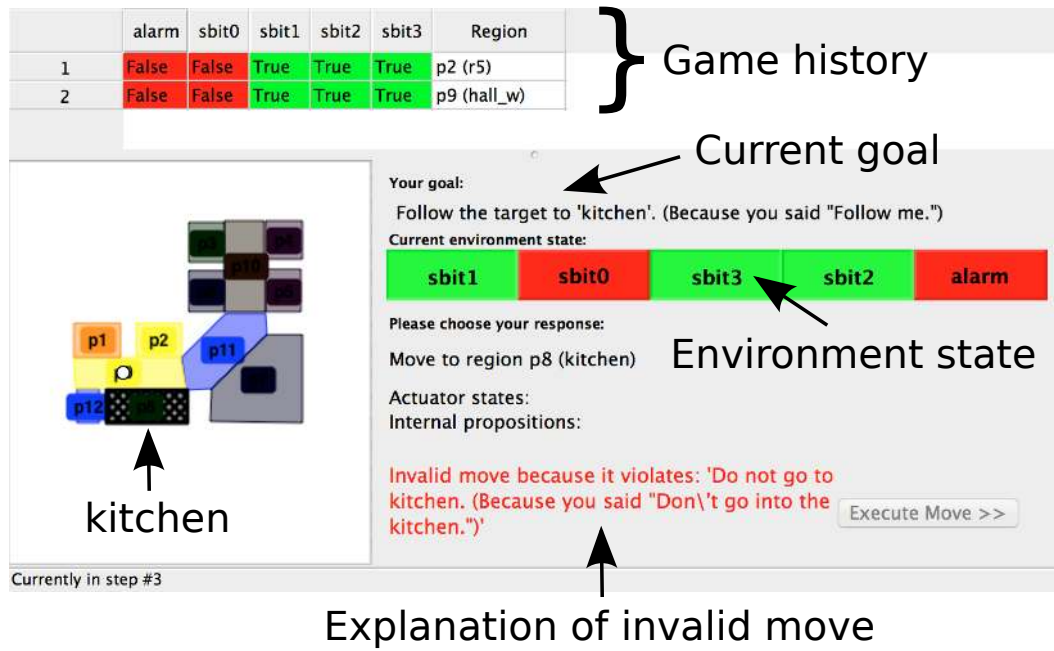 alarm sbit0 sbit1 sbit2 sbit3 Region
1 False False True True True p2 (r5)
2 False False True True True p9 (hall_w)
Game history
Current goal
Your goal:
Follow the target to 'kitchen'. (Because you said "Follow me.")
Current environment state:
sbit1 sbit0 sbit3 sbit2 alarm
Environment state
Please choose your response:
Move to region p8 (kitchen)
Actuator states:
Internal propositions:
Invalid move because it violates: 'Do not go to
kitchen. (Because you said "Don\'t go into the
kitchen.")'
Execute Move >>
p3 p4
p10
p1 p2 p11
p12 p8
kitchen
Currently in step #3
Explanation of invalid move